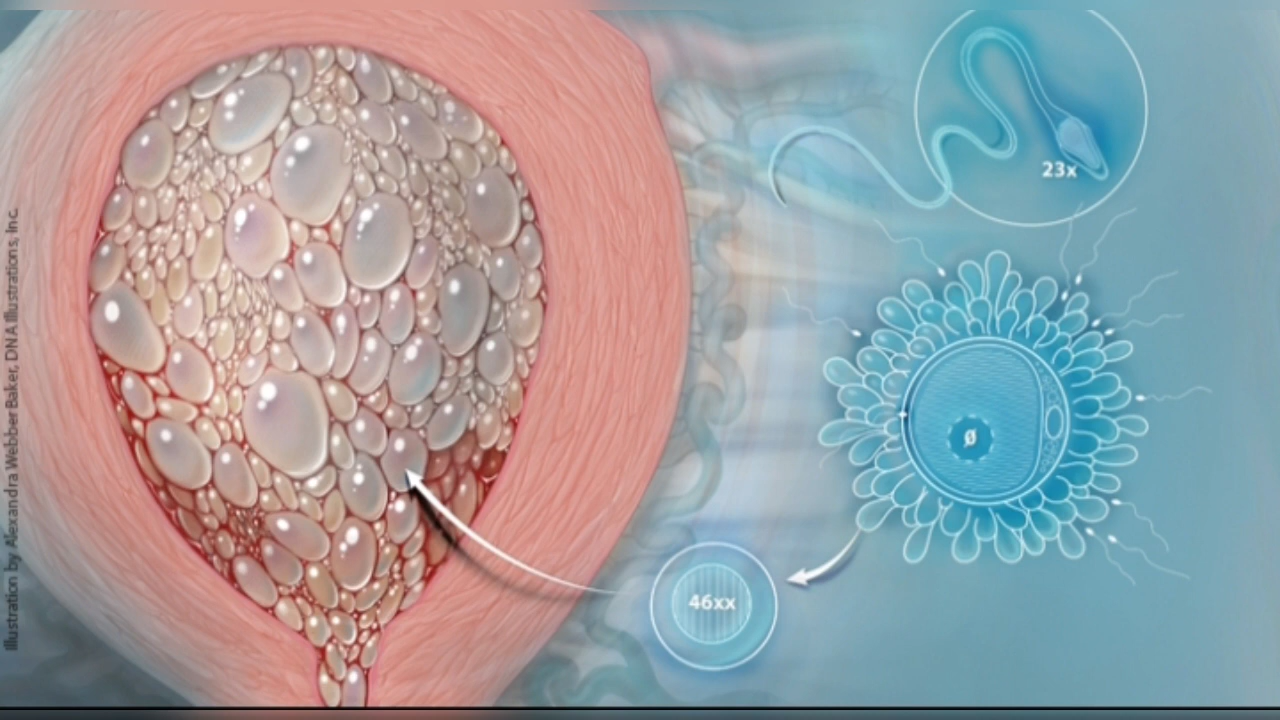 23x
ø
46xx
Illustration by Alexandra Webber Baker, DNA Illustrations, Inc.